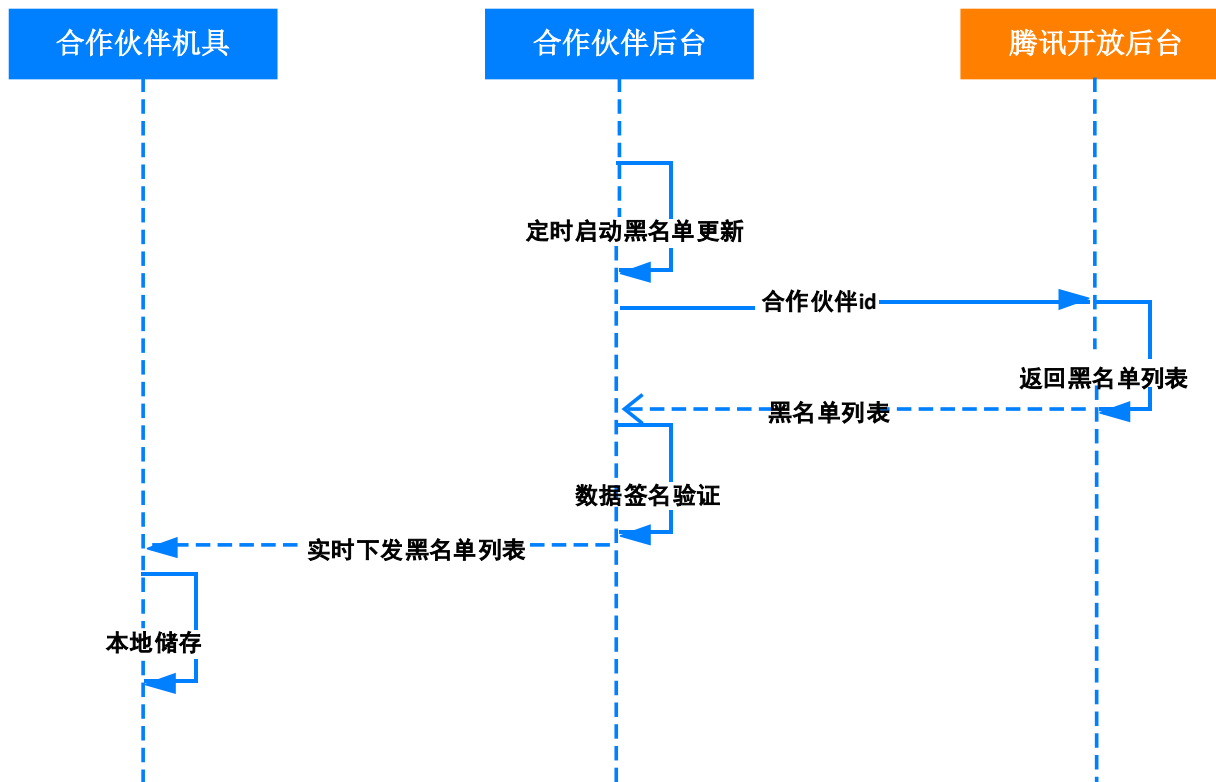 合作伙伴机具
合作伙伴后台
腾讯开放后台
定时启动黑名单更新
合作伙伴id
返回黑名单列表
黑名单列表
数据签名验证
实时下发黑名单列表
本地储存